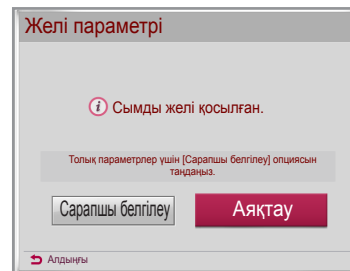 Желі параметрі
Сымды желі қосылған.
Толық параметрлер үшін [Сарапшы белгілеу] опциясын
таңдаңыз.
Сарапшы белгілеу
Аяқтау
Алдыңғы